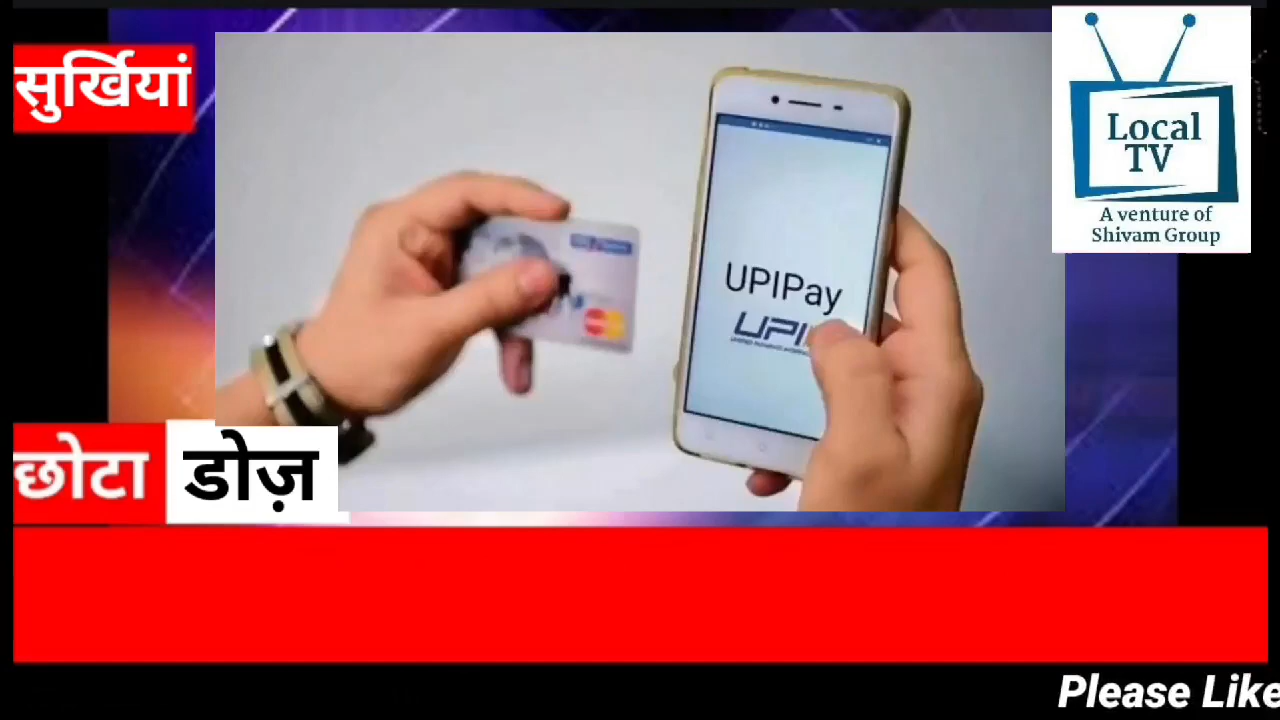 सुर्खियां
Local
TV
A venture of
Shivam Group
UPIPay
UPI
छोटा डोज़
Please Like